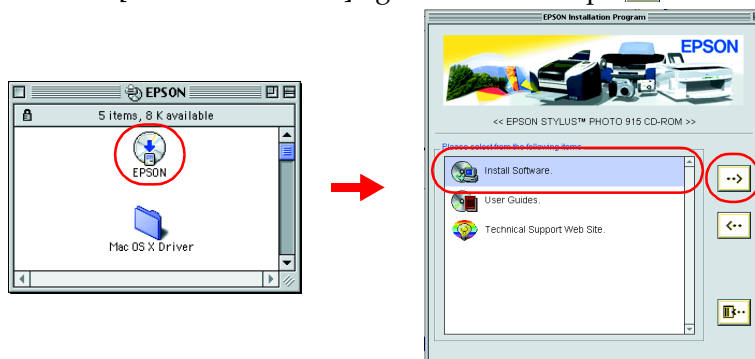 EPSON Installation Program
EPSON
EPSON
5 items, 8 K available
<< EPSON STYLUS™ PHOTO 915 CD-ROM >>
Please select from the following items
EPSON
Install Software.
User Guides.
Technical Support Web Site.
Mac OS X Driver